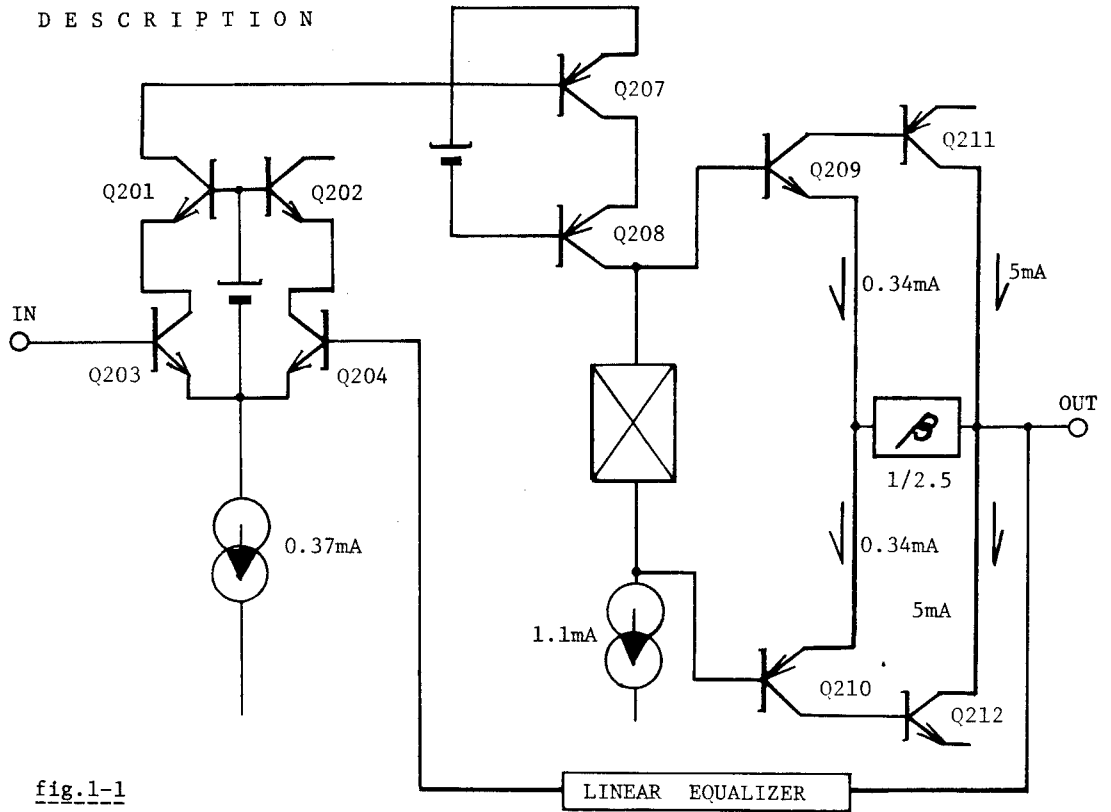 D E S C R I P T I O N
Q207
Q211
Q209
Q201
Q202
Q208
0.34mA
5mA
IN
Q203
Q204
OUT
β
1/2.5
0.37mA
0.34mA
5mA
1.1mA
Q210
Q212
fig.1-1
LINEAR EQUALIZER